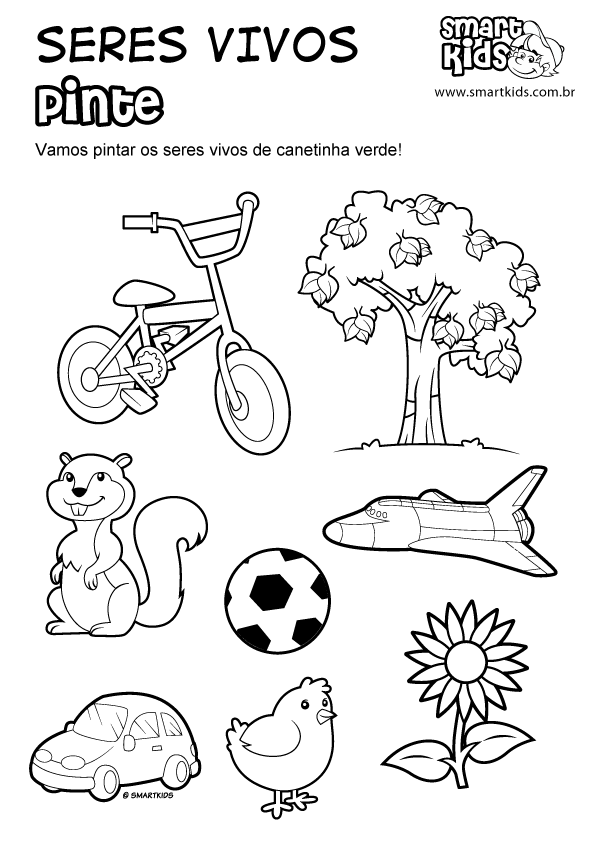 SERES VIVOS
Pinte
Smart
Kids
www.smartkids.com.br
Vamos pintar os seres vivos de canetinha verde!
© SMARTKIDS